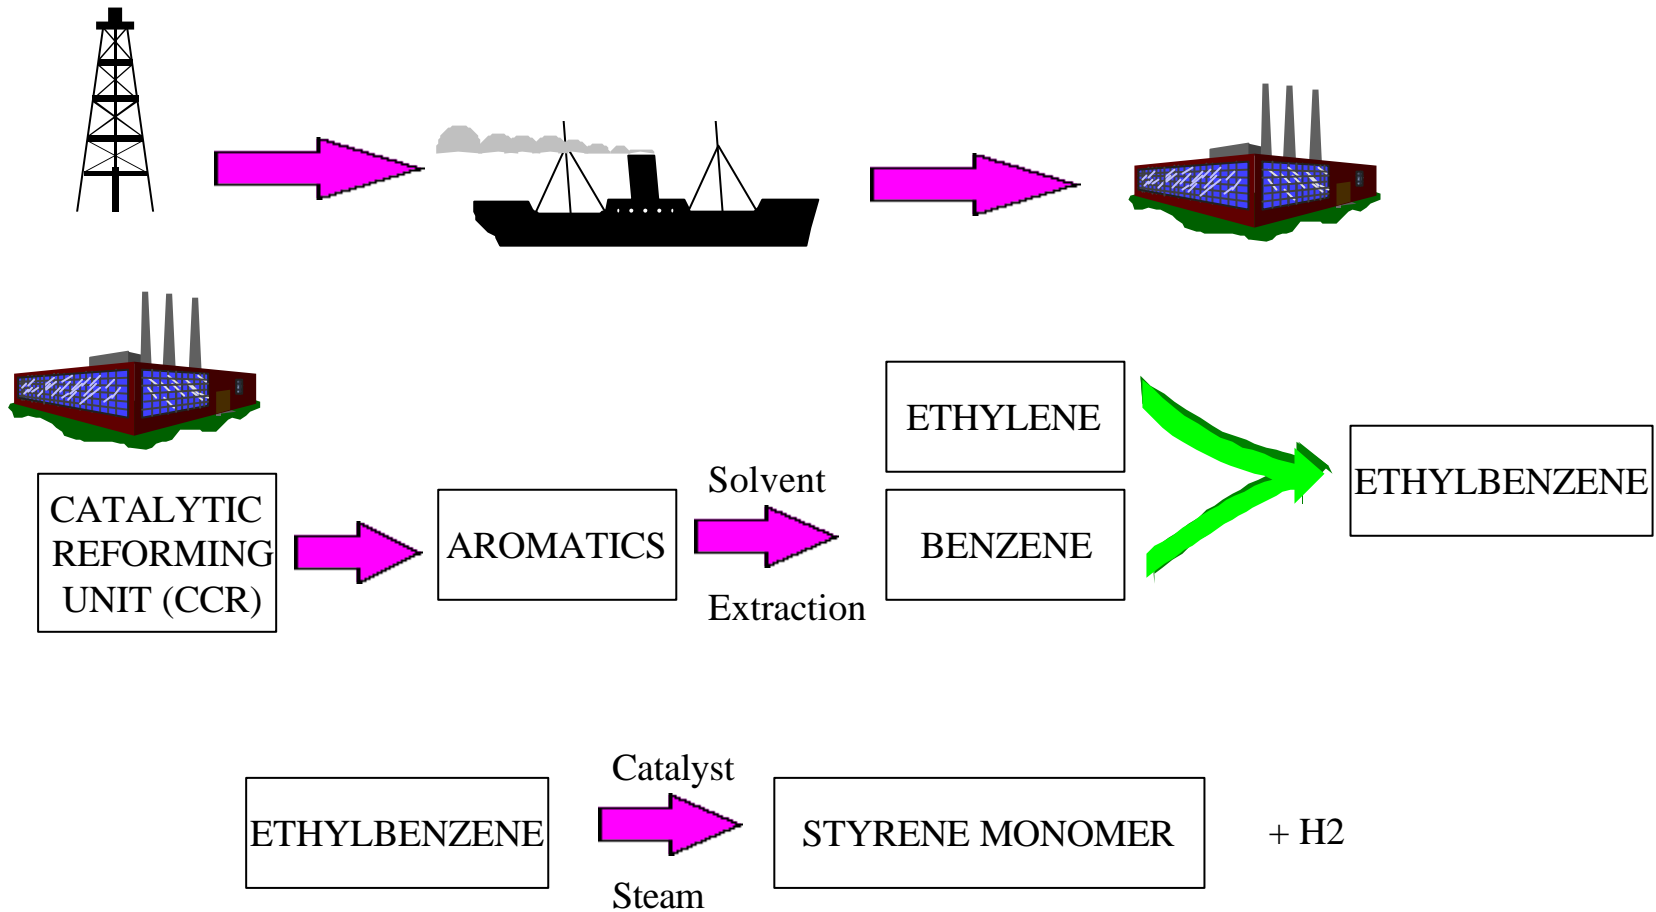 CATALYTIC
REFORMING
UNIT (CCR)
AROMATICS
Solvent
Extraction
ETHYLENE
BENZENE
ETHYLBENZENE
ETHYLBENZENE
Catalyst
Steam
STYRENE MONOMER
+ H2